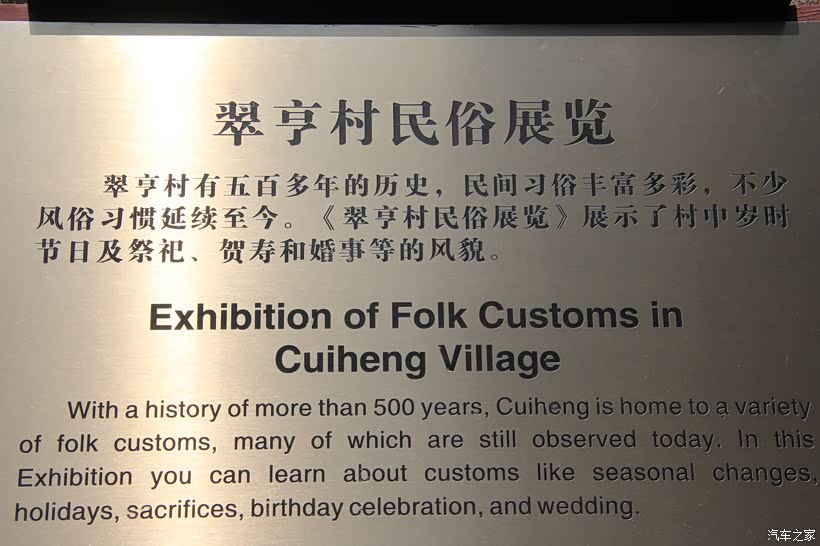 翠亨村民俗展览
翠亨村有五百多年的历史，民间习俗丰富多彩，不少
风俗习惯延续至今。《翠亨村民俗展览》展示了村中岁时
节日及祭祀、贺寿和婚事等的风貌。
Exhibition of Folk Customs in
Cuiheng Village
With a history of more than 500 years, Cuiheng is home to a variety
of folk customs, many of which are still observed today. In this
Exhibition you can learn about customs like seasonal changes,
holidays, sacrifices, birthday celebration, and wedding.
汽车之家